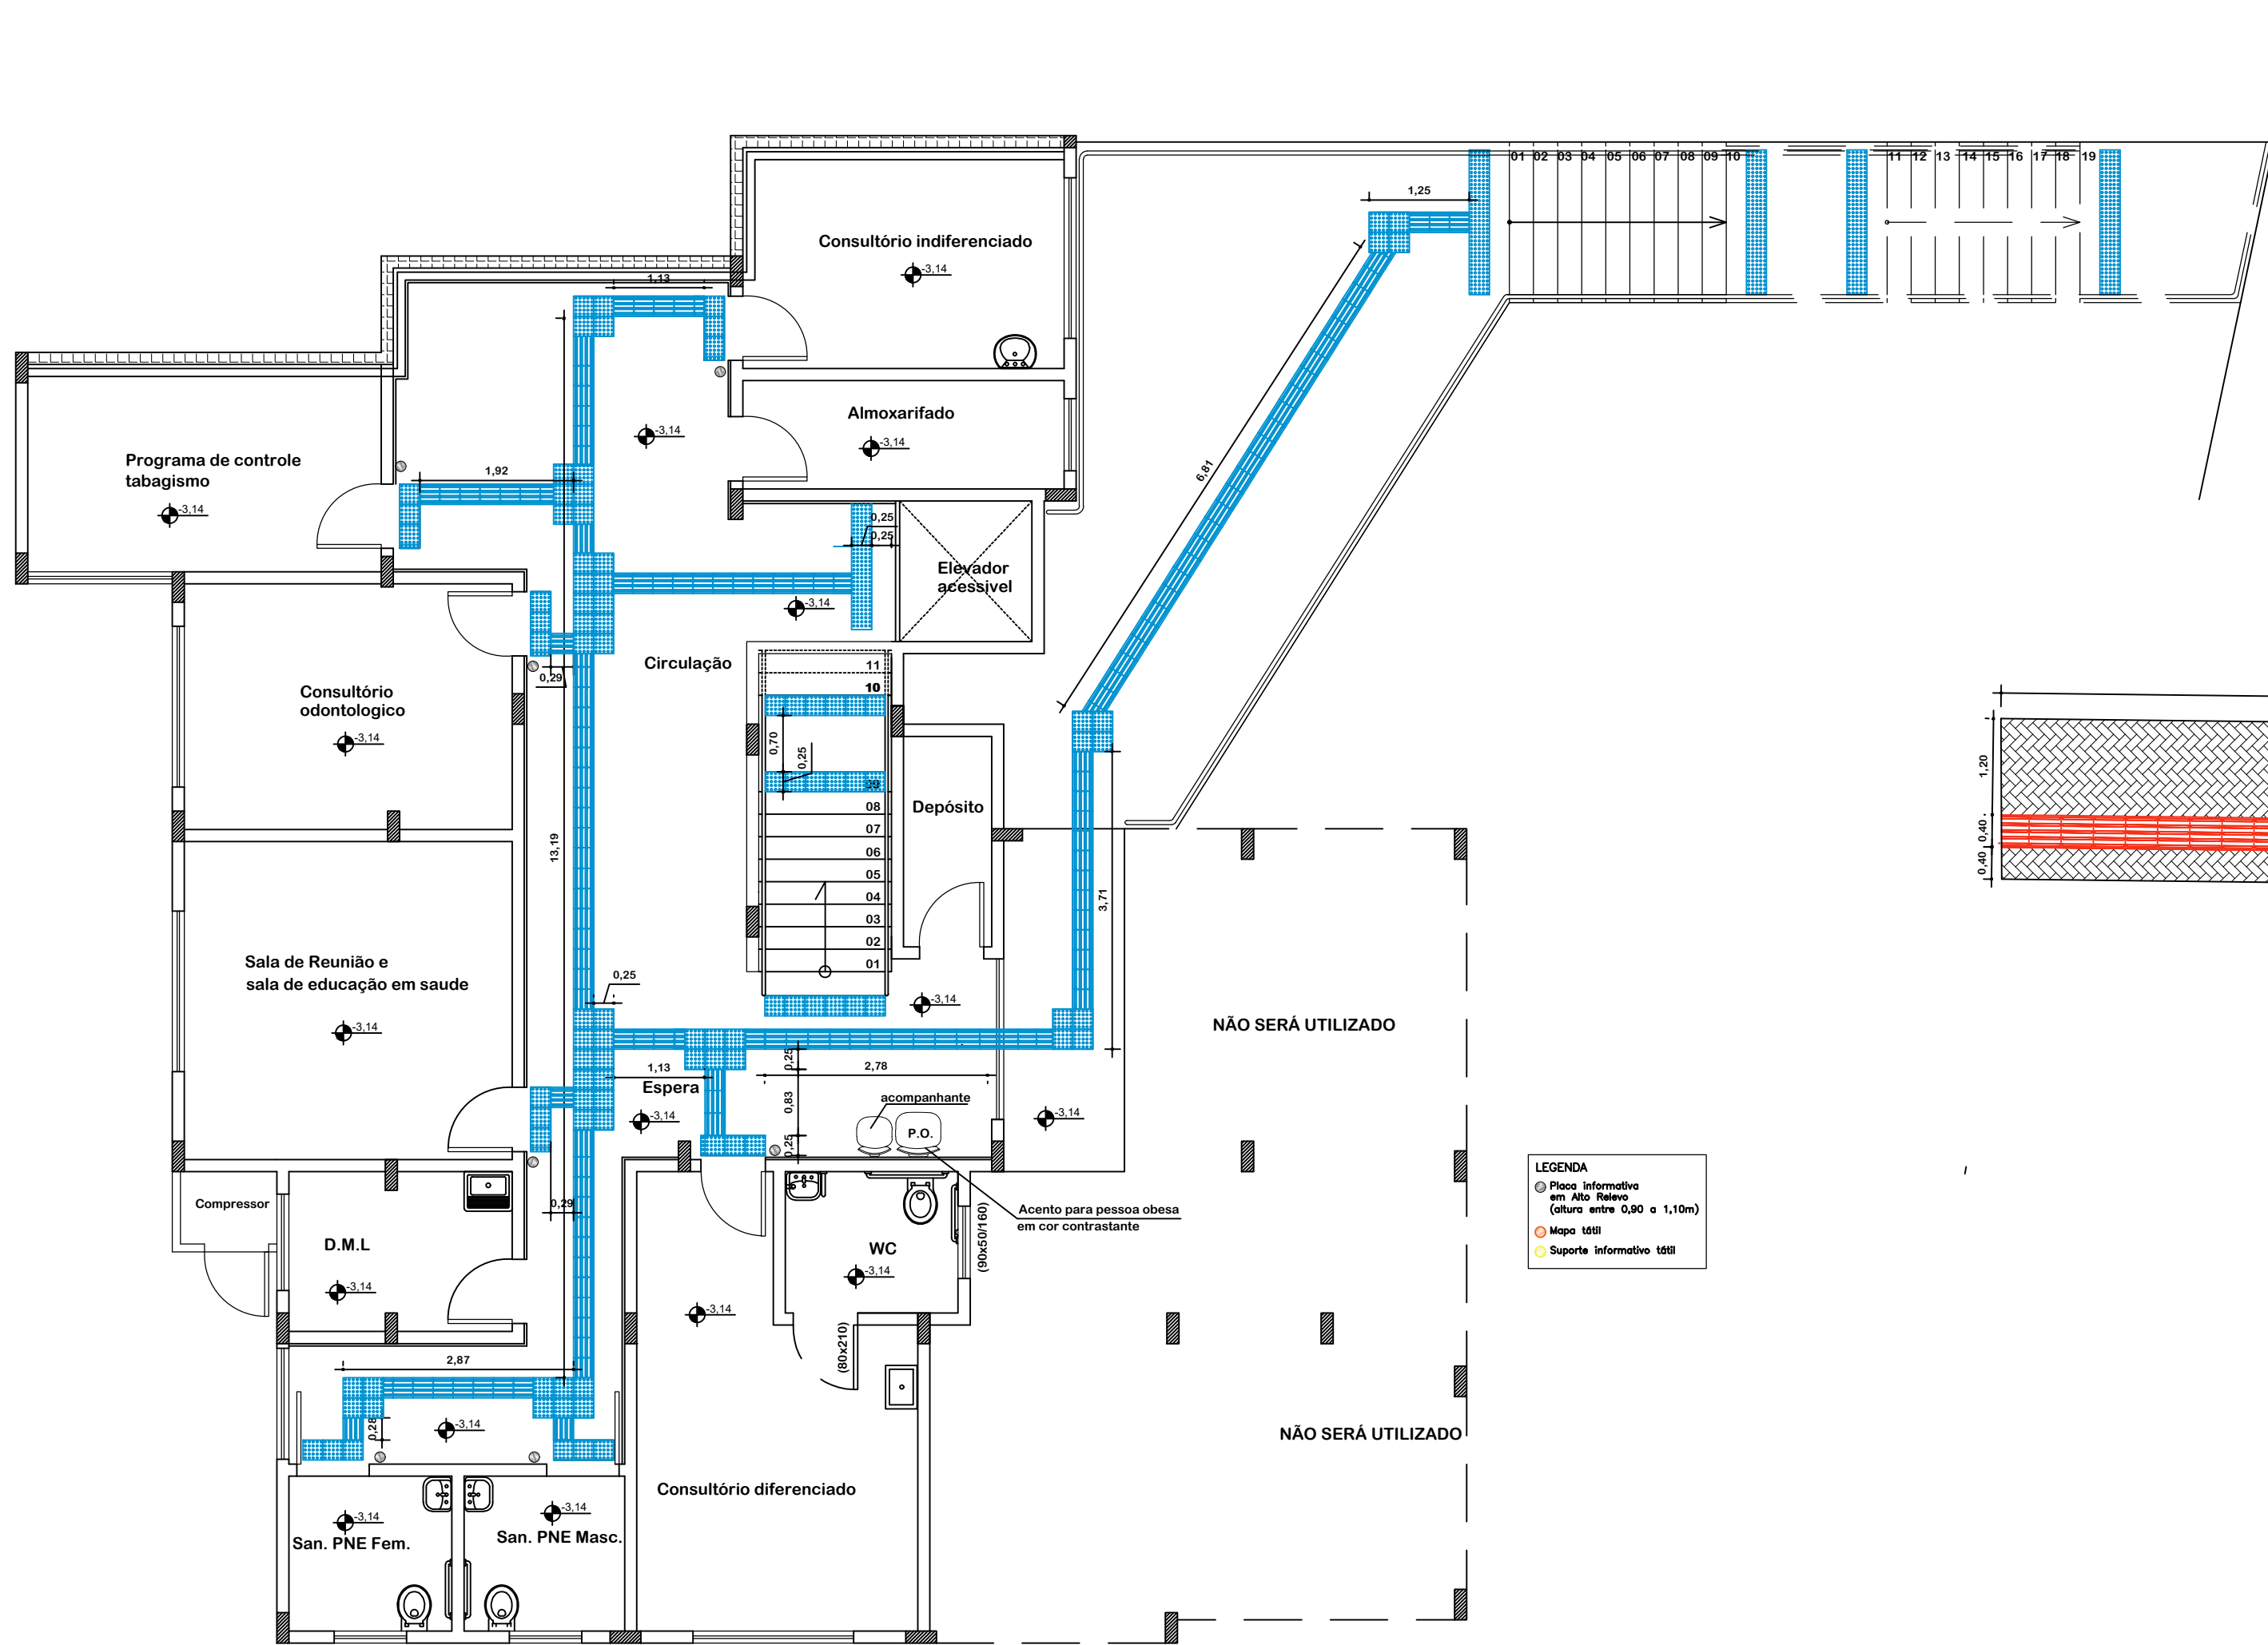 01 02 03 04 05 06 07 08 09 10
11 12 13 14 15 16 17 18 19
1,25
Consultório indiferenciado
-3,14
1,13
6,81
Almoxarifado
-3,14
-3,14
Programa de controle
tabagismo
-3,14
1,92
0,25
0,25
Elevador
acessivel
-3,14
Circulação
0,29
Consultório
odontologico
-3,14
11
10
0,70
0,25
09
08
07
06
05
04
03
02
01
Depósito
13,19
3,71
1,20
0,40
0,40
Sala de Reunião e
sala de educação em saude
-3,14
0,25
-3,14
NÃO SERÁ UTILIZADO
1,13
Espera
-3,14
0,25
0,83
0,25
2,78
acompanhante
P.O.
-3,14
Compressor
0,29
D.M.L
-3,14
Acento para pessoa obesa
em cor contrastante
WC
-3,14
(90x50/160)
(80x210)
-3,14
LEGENDA
Placa informativa
em Alto Relevo
(altura entre 0,90 a 1,10m)
Mapa tátil
Suporte informativo tátil
2,87
0,28
-3,14
NÃO SERÁ UTILIZADO
Consultório diferenciado
-3,14
San. PNE Fem.
-3,14
San. PNE Masc.